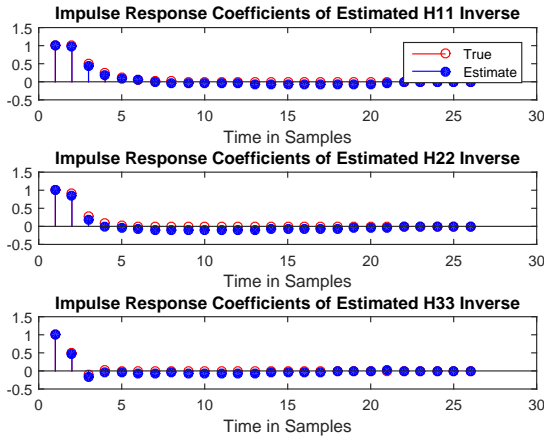 Impulse Response Coefficients of Estimated H11 Inverse
1.5
1
0.5
0
-0.5
True
Estimate
0 5 10 15 20 25 30
Time in Samples
Impulse Response Coefficients of Estimated H22 Inverse
1.5
1
0.5
0
-0.5
0 5 10 15 20 25 30
Time in Samples
Impulse Response Coefficients of Estimated H33 Inverse
1.5
1
0.5
0
-0.5
0 5 10 15 20 25 30
Time in Samples